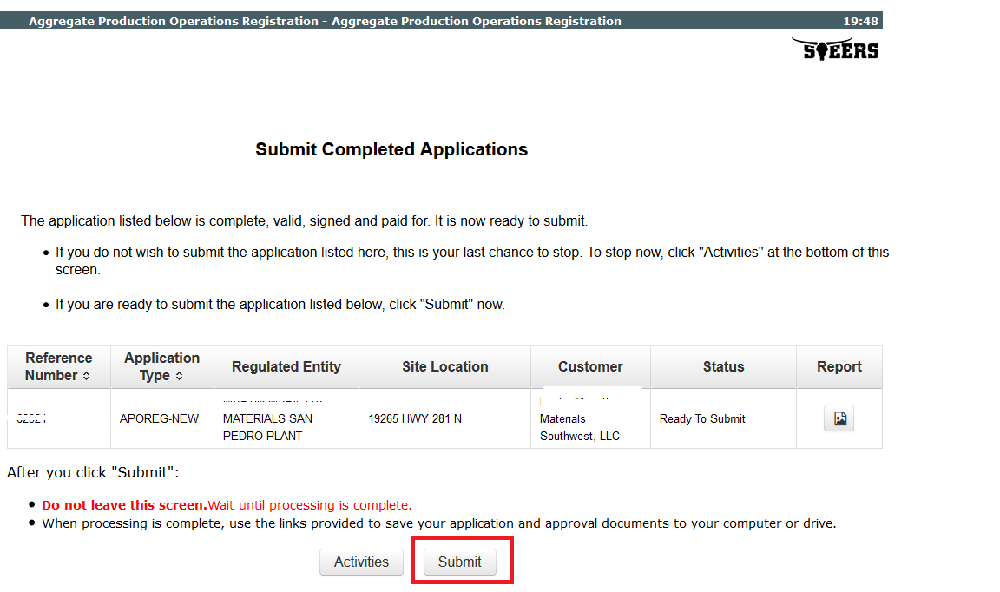 Aggregate Production Operations Registration - Aggregate Production Operations Registration 19:48
STEERS
Submit Completed Applications
The application listed below is complete, valid, signed and paid for. It is now ready to submit.
• If you do not wish to submit the application listed here, this is your last chance to stop. To stop now, click "Activities" at the bottom of this
screen.
• If you are ready to submit the application listed below, click "Submit" now.
Reference Number Application Type Regulated Entity Site Location Customer Status Report
APOREG-NEW MATERIALS SAN PEDRO PLANT 19265 HWY 281 N Materials Southwest, LLC Ready To Submit
After you click "Submit":
• Do not leave this screen.Wait until processing is complete.
• When processing is complete, use the links provided to save your application and approval documents to your computer or drive.
Activities Submit